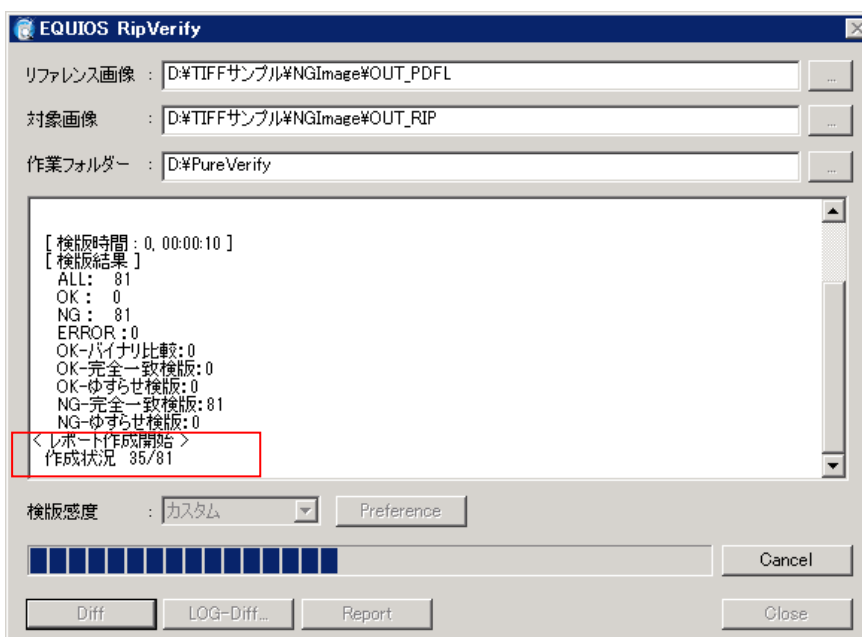 EQUIOS RipVerify
リファレンス画像 : D:¥TIFFサンプル¥NGImage¥OUT_PDFL ...
対象画像 : D:¥TIFFサンプル¥NGImage¥OUT_RIP ...
作業フォルダー : D:¥PureVerify ...
[ 検版時間 : 0, 00:00:10 ]
[ 検版結果 ]
ALL: 81
OK : 0
NG : 81
ERROR : 0
OK-バイナリ比較: 0
OK-完全一致検版: 0
OK-ゆすらせ検版: 0
NG-完全一致検版: 81
NG-ゆすらせ検版: 0
< レポート作成開始 >
作成状況 35/81
検版感度 : カスタム Preference
Cancel
Diff LOG-Diff... Report Close